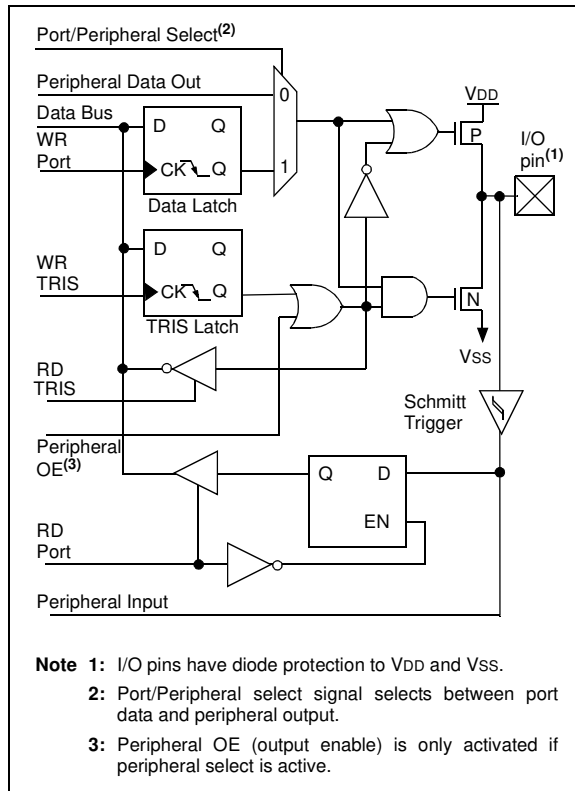 Port/Peripheral Select(2)
Peripheral Data Out
Data Bus
WR
Port
D Q
CK Q
Data Latch
0
1
VDD
P
I/O
pin(1)
WR
TRIS
D Q
CK Q
TRIS Latch
N
VSS
RD
TRIS
Schmitt
Trigger
Peripheral
OE(3)
Q D
EN
RD
Port
Peripheral Input
Note 1: I/O pins have diode protection to VDD and VSS.
2: Port/Peripheral select signal selects between port
data and peripheral output.
3: Peripheral OE (output enable) is only activated if
peripheral select is active.